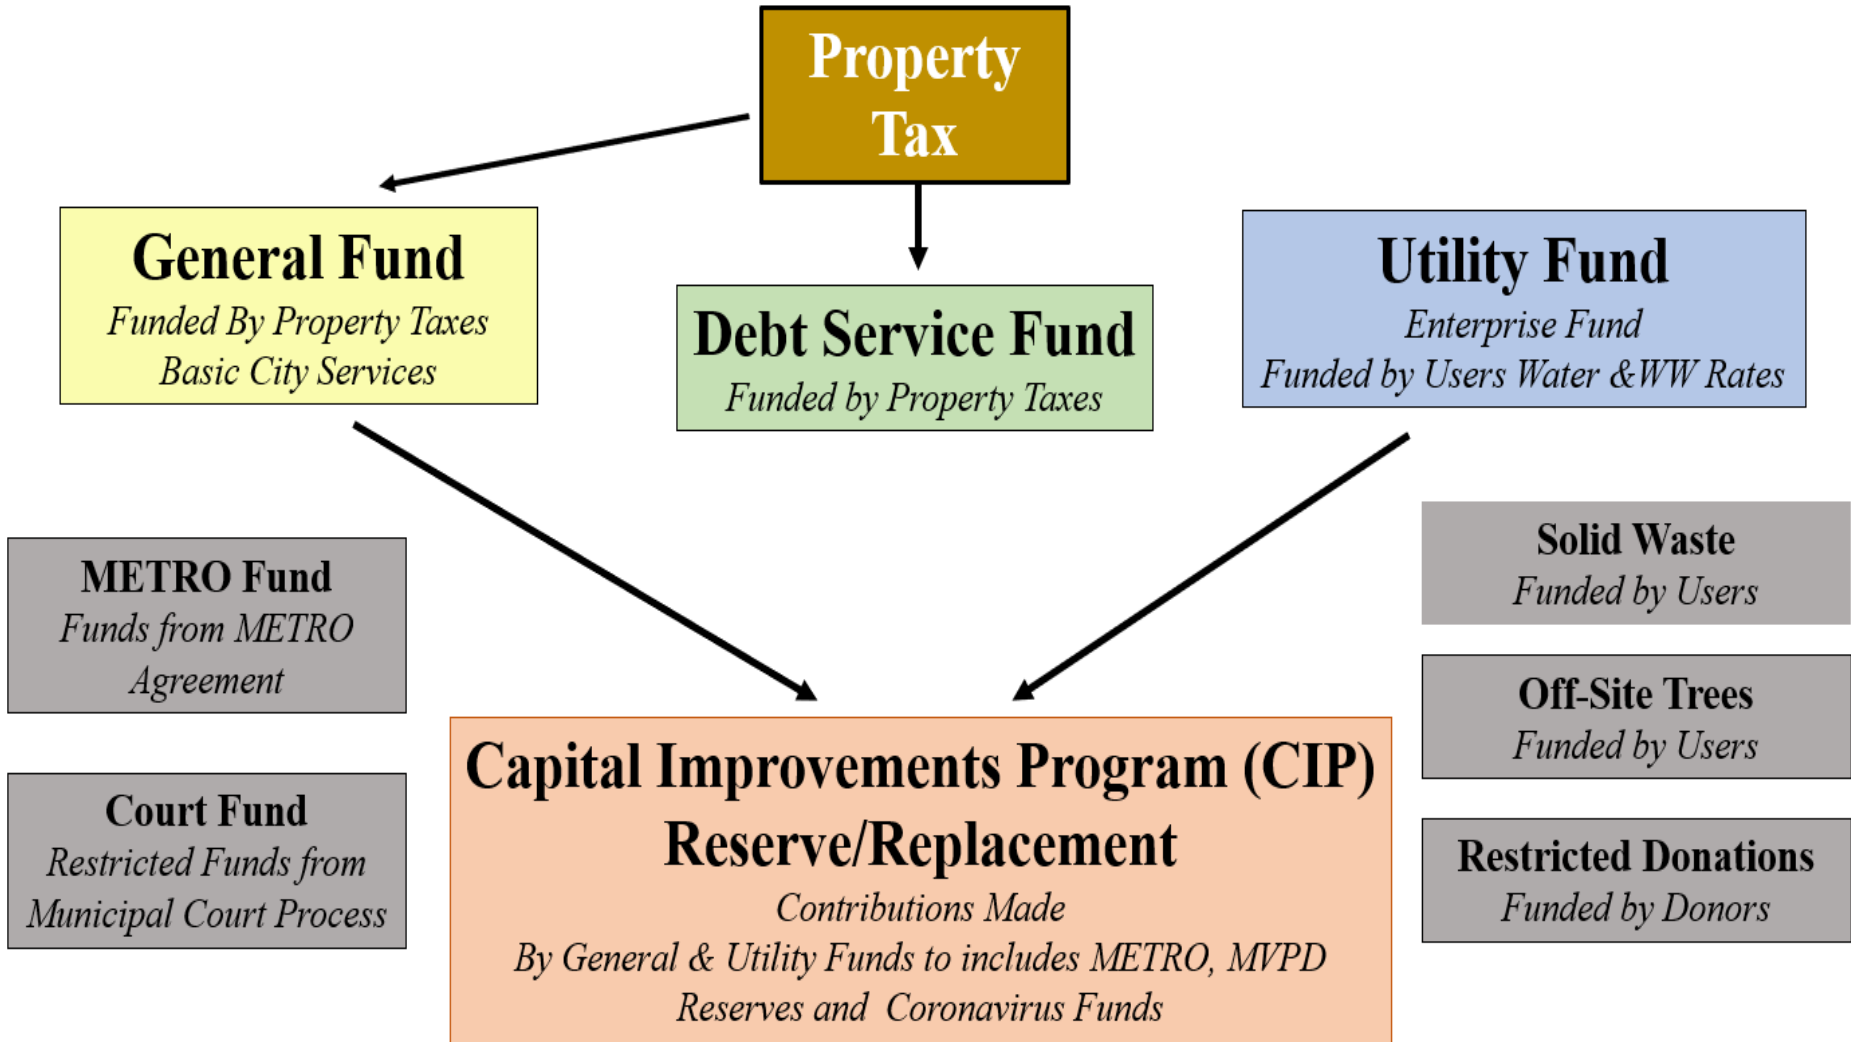 Property
Tax
General Fund
Funded By Property Taxes
Basic City Services
Debt Service Fund
Funded by Property Taxes
Utility Fund
Enterprise Fund
Funded by Users Water &WW Rates
METRO Fund
Funds from METRO
Agreement
Court Fund
Restricted Funds from
Municipal Court Process
Capital Improvements Program (CIP)
Reserve/Replacement
Contributions Made
By General & Utility Funds to includes METRO, MVPD
Reserves and Coronavirus Funds
Solid Waste
Funded by Users
Off-Site Trees
Funded by Users
Restricted Donations
Funded by Donors